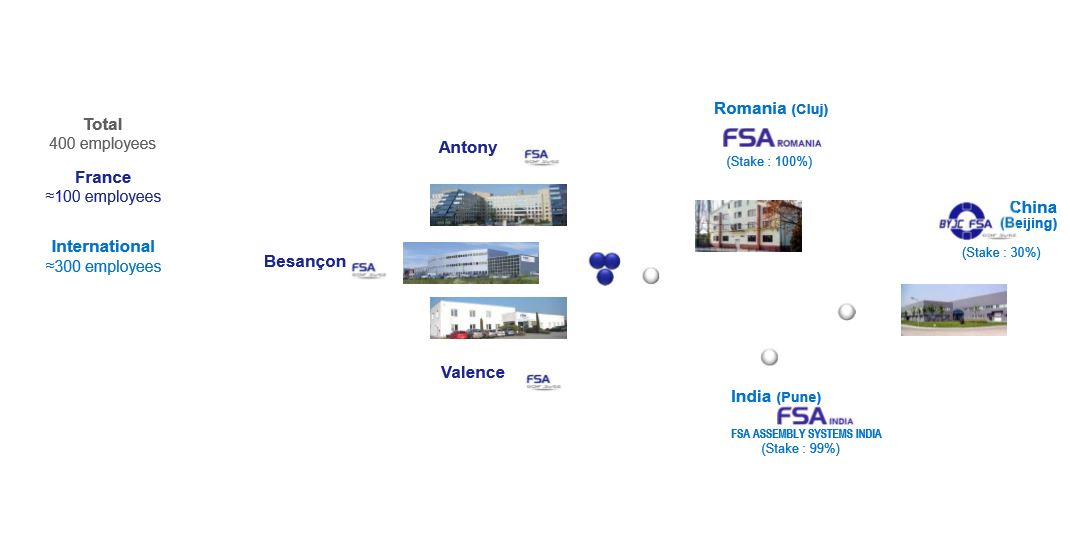 Total
400 employees
France
≈100 employees
International
≈300 employees
Antony
FSA
Besançon
FSA
Valence
FSA
Romania (Cluj)
FSA ROMANIA
(Stake : 100%)
China
(Beijing)
BYJC FSA
(Stake : 30%)
India (Pune)
FSA INDIA
FSA ASSEMBLY SYSTEMS INDIA
(Stake : 99%)